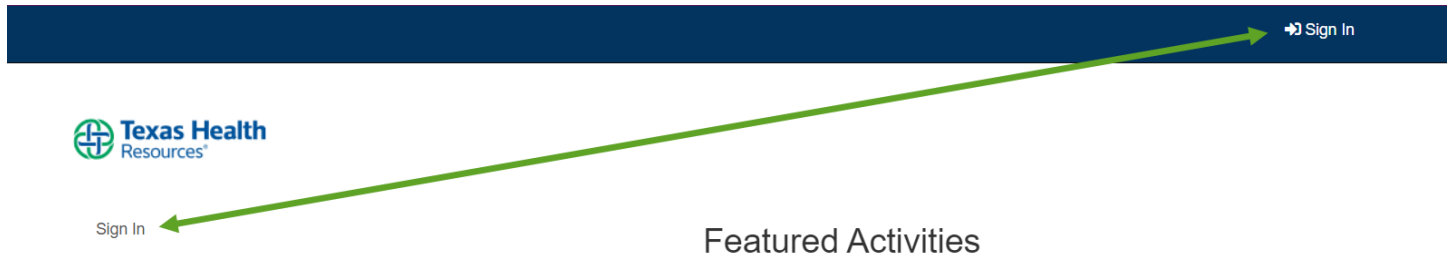 Sign In
Texas Health
Resources®
Sign In
Featured Activities